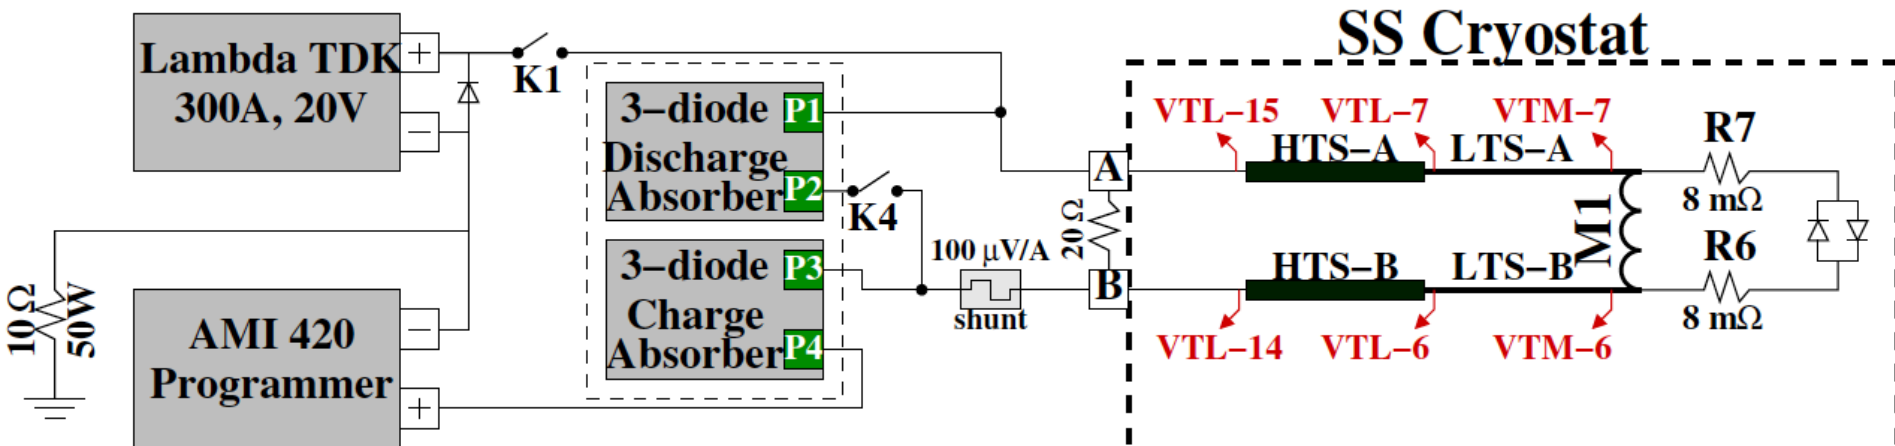 SS Cryostat
Lambda TDK
300A, 20V
+
−
K1
3−diode
Discharge
Absorber
P1
P2
K4
3−diode
Charge
Absorber
P3
P4
100 μV/A
shunt
A
20 Ω
B
VTL−15
VTL−7
VTM−7
HTS−A
LTS−A
M1
R7
8 mΩ
R6
8 mΩ
HTS−B
LTS−B
VTL−14
VTL−6
VTM−6
10 Ω
50W
AMI 420
Programmer
−
+